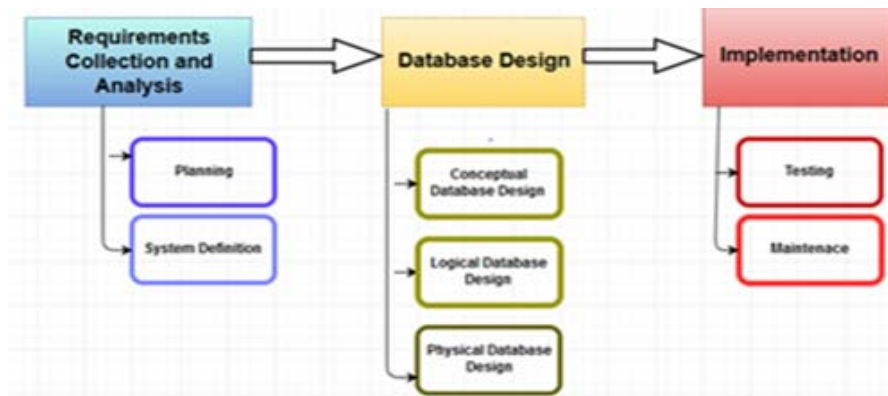 Requirements
Collection and
Analysis
Planning
System Definition
Database Design
Conceptual
Database Design
Logical Database
Design
Physical Database
Design
Implementation
Testing
Maintenace